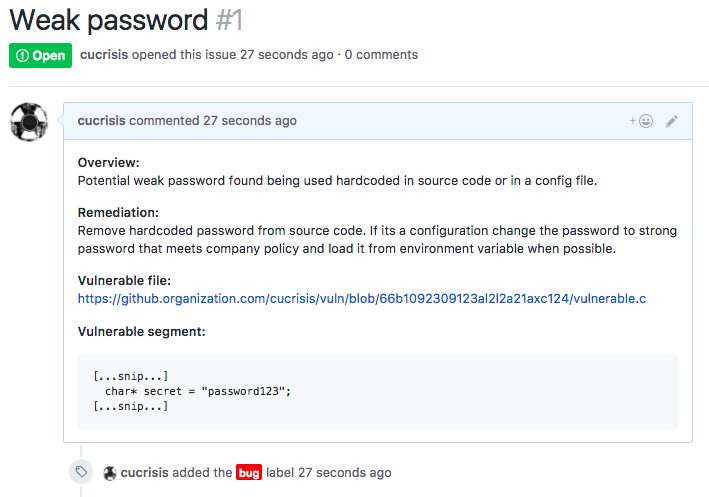 Weak password #1
Open cucrisis opened this issue 27 seconds ago · 0 comments
cucrisis commented 27 seconds ago
Overview:
Potential weak password found being used hardcoded in source code or in a config file.
Remediation:
Remove hardcoded password from source code. If its a configuration change the password to strong
password that meets company policy and load it from environment variable when possible.
Vulnerable file:
https://github.organization.com/cucrisis/vuln/blob/66b1092309123al2l2a21axc124/vulnerable.c
Vulnerable segment:
[...snip...]
char* secret = "password123";
[...snip...]
cucrisis added the bug label 27 seconds ago